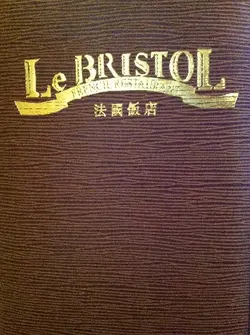 Le BRISTOL
FRENCH RESTAURANT
法國飯店